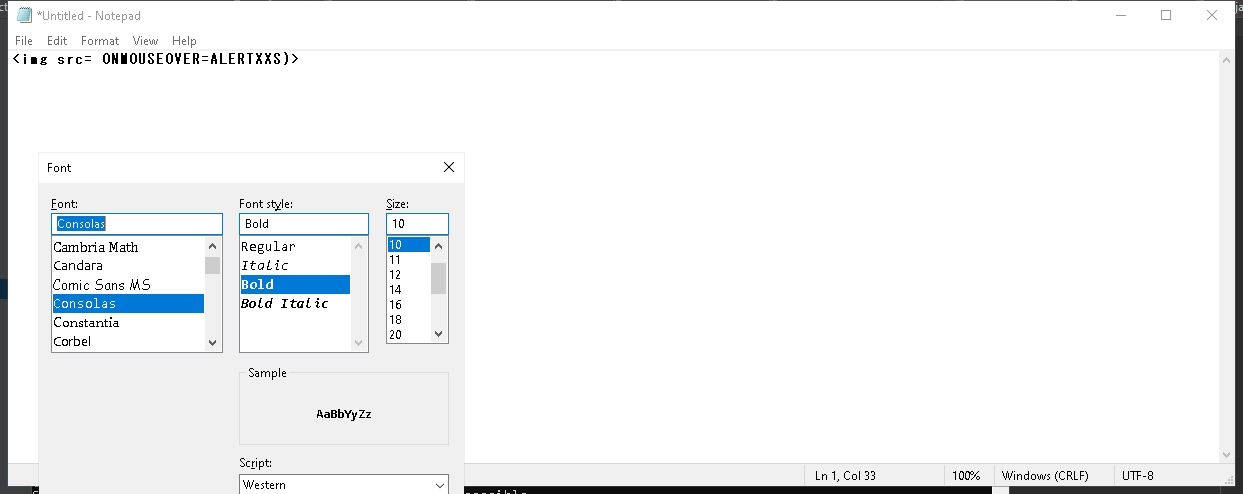 *Untitled - Notepad
File Edit Format View Help
<img src= ONMOUSEOVER=ALERTXXS)>
Font
Font: Font style: Size:
Consolas Bold 10
Cambria Math
Candara
Comic Sans MS
Consolas
Constantia
Corbel
Regular
Italic
Bold
Bold Italic
10
11
12
14
16
18
20
Sample
AaBbYyZz
Script:
Western
Ln 1, Col 33 100% Windows (CRLF) UTF-8